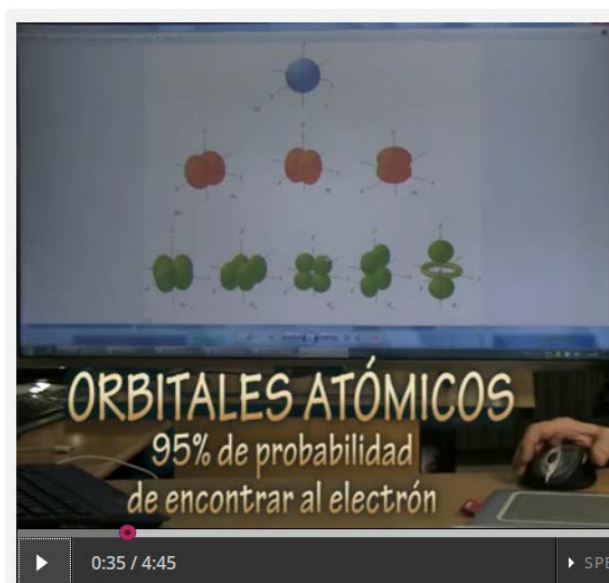 ORBITALES ATÓMICOS
95% de probabilidad
de encontrar al electrón
0:35 / 4:45